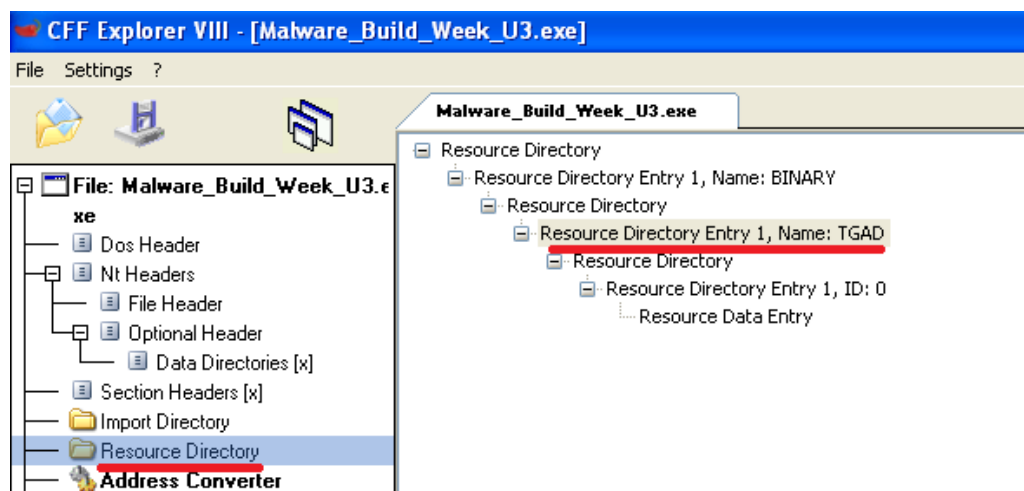 CFF Explorer VIII - [Malware_Build_Week_U3.exe]
File Settings ?
Malware_Build_Week_U3.exe
File: Malware_Build_Week_U3.e
xe
Dos Header
Nt Headers
File Header
Optional Header
Data Directories [x]
Section Headers [x]
Import Directory
Resource Directory
Address Converter
Resource Directory
Resource Directory Entry 1, Name: BINARY
Resource Directory
Resource Directory Entry 1, Name: TGAD
Resource Directory
Resource Directory Entry 1, ID: 0
Resource Data Entry